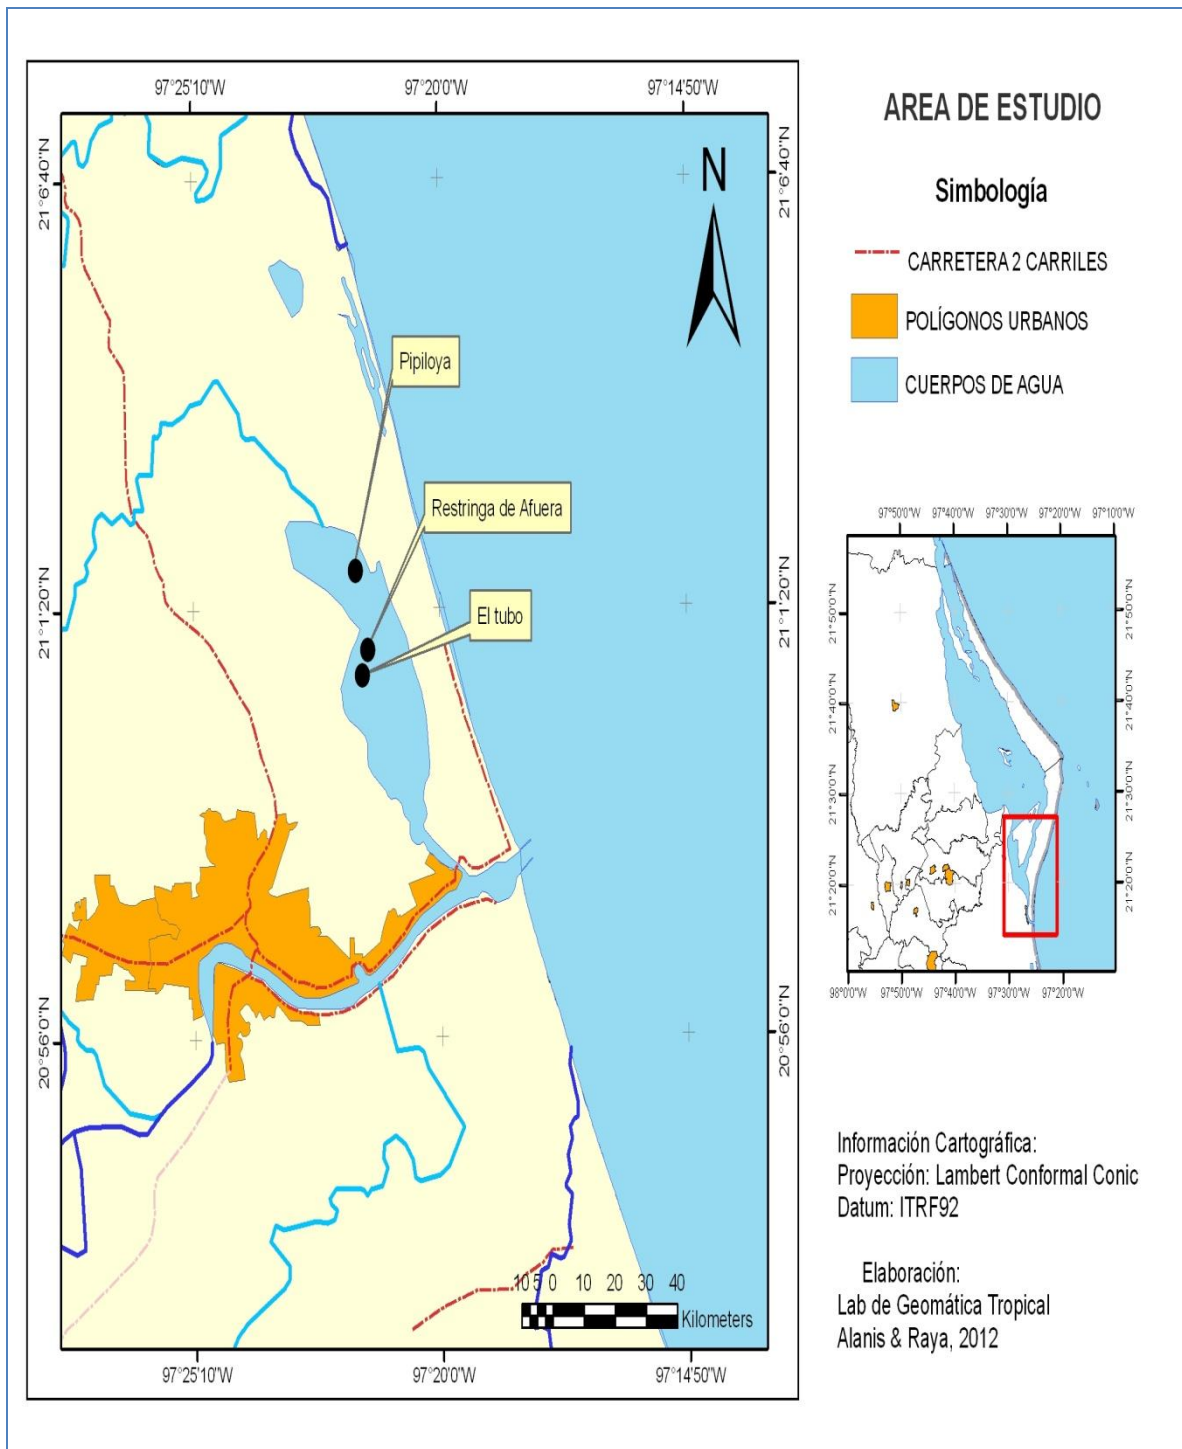 97°25'10"W 97°20'0"W 97°14'50"W
21°6'40"N
21°6'40"N
N
Pipiloya
Restringa de Afuera
El tubo
21°1'20"N
21°1'20"N
20°56'0"N
20°56'0"N
10 5 0 10 20 30 40
Kilometers
97°25'10"W 97°20'0"W 97°14'50"W
AREA DE ESTUDIO
Simbología
CARRETERA 2 CARRILES
POLÍGONOS URBANOS
CUERPOS DE AGUA
97°50'0"W 97°40'0"W 97°30'0"W 97°20'0"W 97°10'0"W
21°50'0"N
21°50'0"N
21°40'0"N
21°40'0"N
21°30'0"N
21°30'0"N
21°20'0"N
21°20'0"N
98°0'0"W 97°50'0"W 97°40'0"W 97°30'0"W 97°20'0"W
Información Cartográfica:
Proyección: Lambert Conformal Conic
Datum: ITRF92
Elaboración:
Lab de Geomática Tropical
Alanis & Raya, 2012